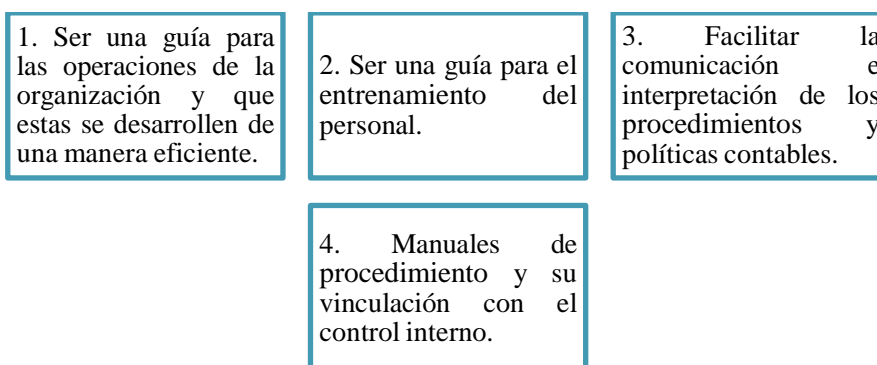 1. Ser una guía para
las operaciones de la
organización y que
estas se desarrollen de
una manera eficiente.
2. Ser una guía para el
entrenamiento del
personal.
3. Facilitar la
comunicación e
interpretación de los
procedimientos y
políticas contables.
4. Manuales de
procedimiento y su
vinculación con el
control interno.